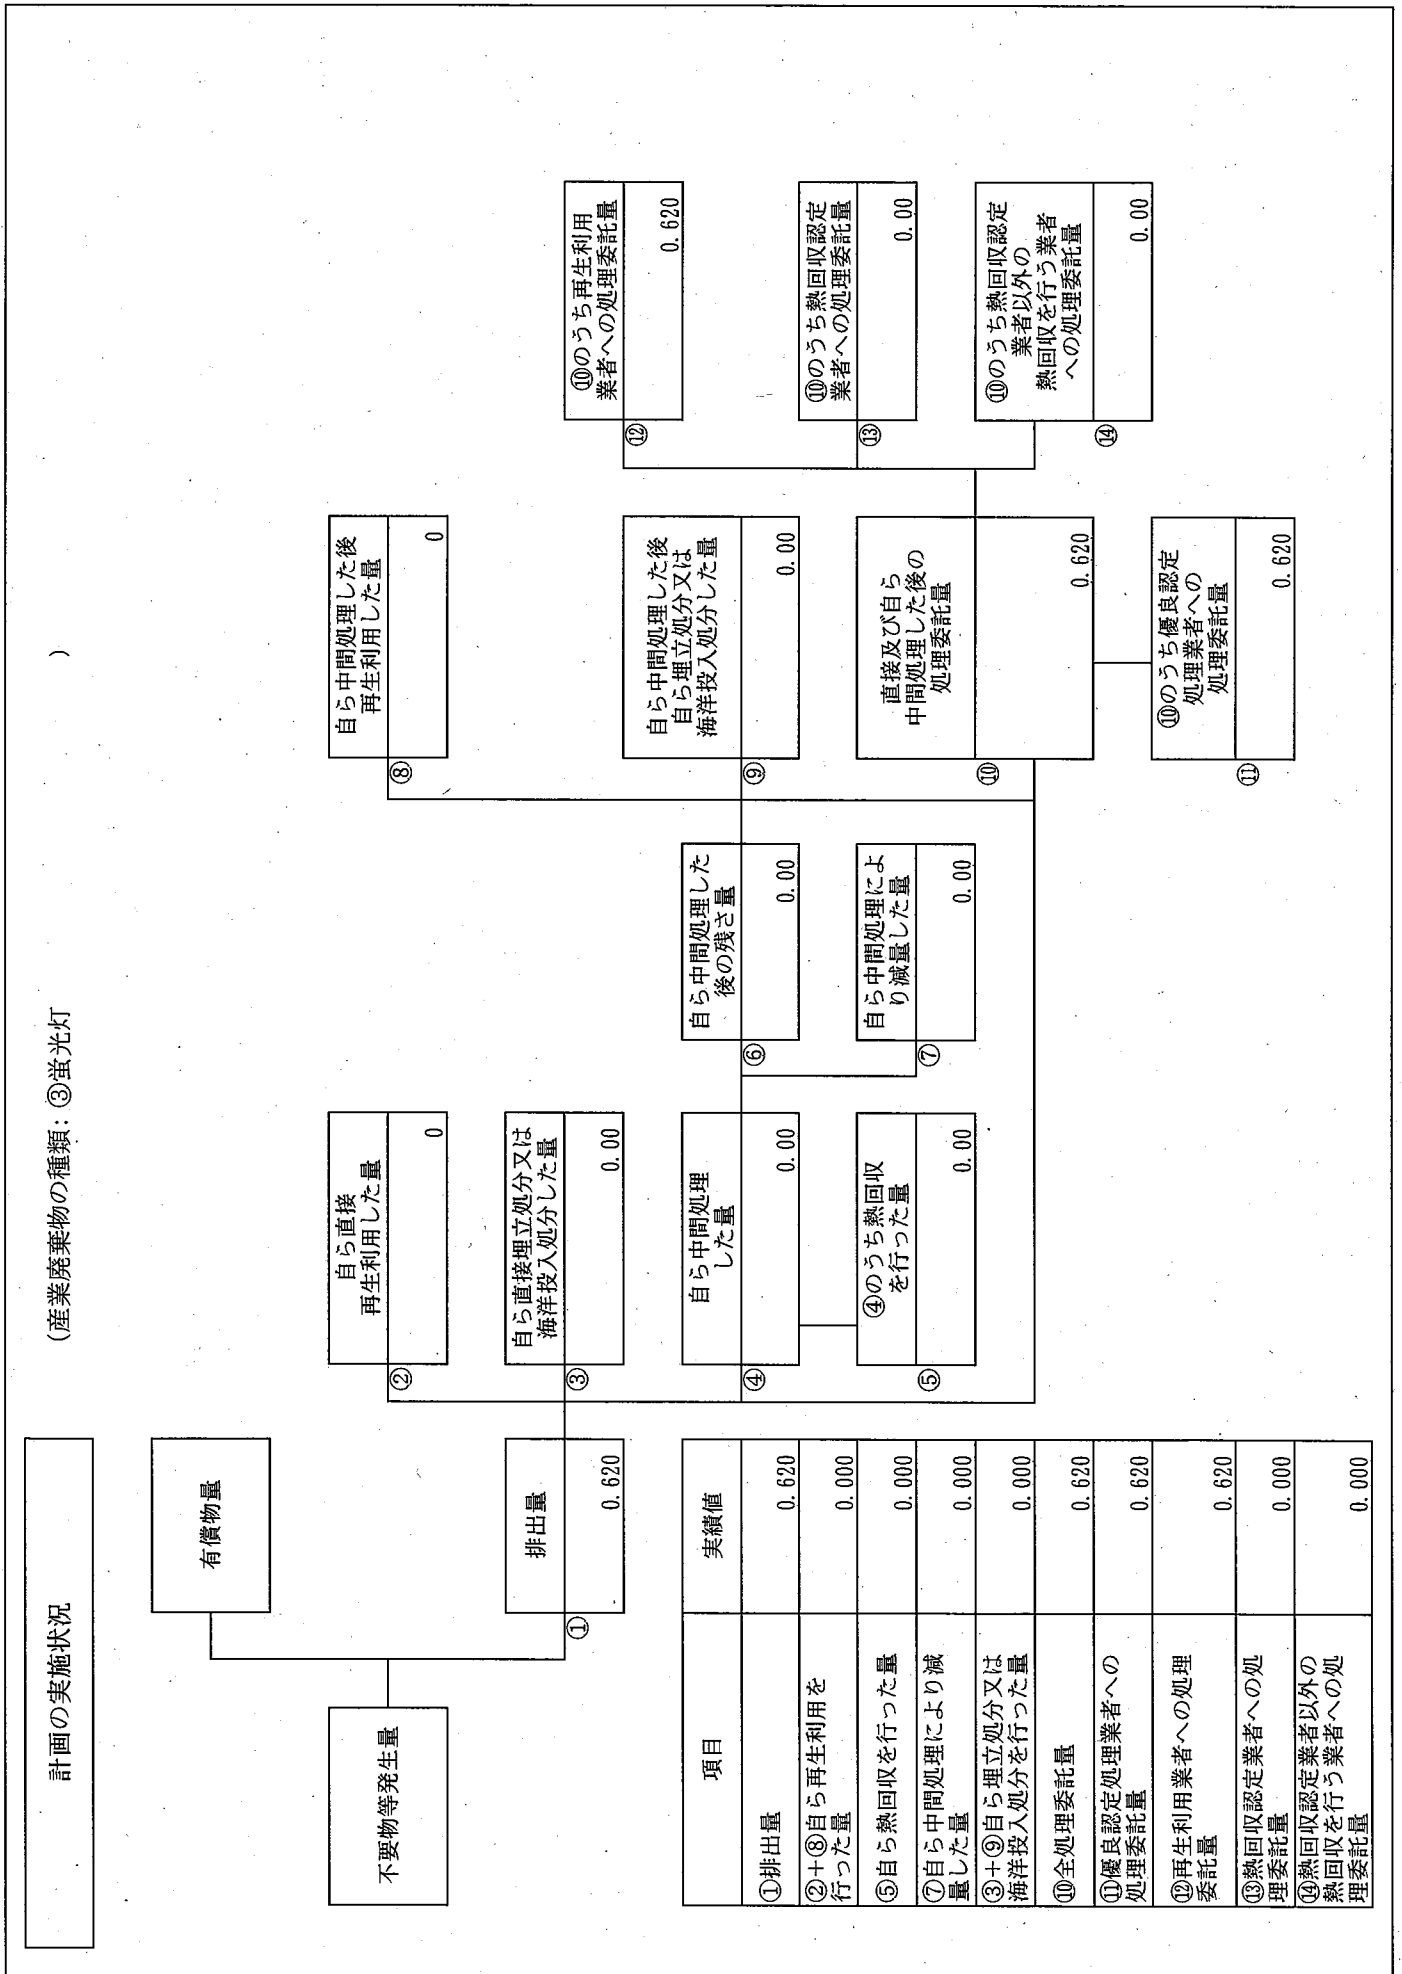 計画の実施状況
(産業廃棄物の種類：③蛍光灯
)
不要物等発生量
有償物量
①
排出量
0.620
②
自ら直接
再生利用した量
0
③
自ら直接埋立処分又は
海洋投入処分した量
0.00
④
自ら中間処理
した量
0.00
⑤
④のうち熱回収
を行った量
0.00
⑥
自ら中間処理した
後の残さ量
0.00
⑦
自ら中間処理によ
り減量した量
0.00
⑧
自ら中間処理した後
再生利用した量
0
⑨
自ら中間処理した後
自ら埋立処分又は
海洋投入処分した量
0.00
⑩
直接及び自ら
中間処理した後の
処理委託量
0.620
⑪
⑩のうち優良認定
処理業者への
処理委託量
0.620
⑫
⑩のうち再生利用
業者への処理委託量
0.620
⑬
⑩のうち熱回収認定
業者への処理委託量
0.00
⑭
⑩のうち熱回収認定
業者以外の
熱回収を行う業者
への処理委託量
0.00
項目 実績値
①排出量 0.620
②+⑧自ら再生利用を
行った量 0.000
⑤自ら熱回収を行った量 0.000
⑦自ら中間処理により減
量した量 0.000
③+⑨自ら埋立処分又は
海洋投入処分を行った量 0.000
⑩全処理委託量 0.620
⑪優良認定処理業者への
処理委託量 0.620
⑫再生利用業者への処理
委託量 0.620
⑬熱回収認定業者への処
理委託量 0.000
⑭熱回収認定業者以外の
熱回収を行う業者への処
理委託量 0.000